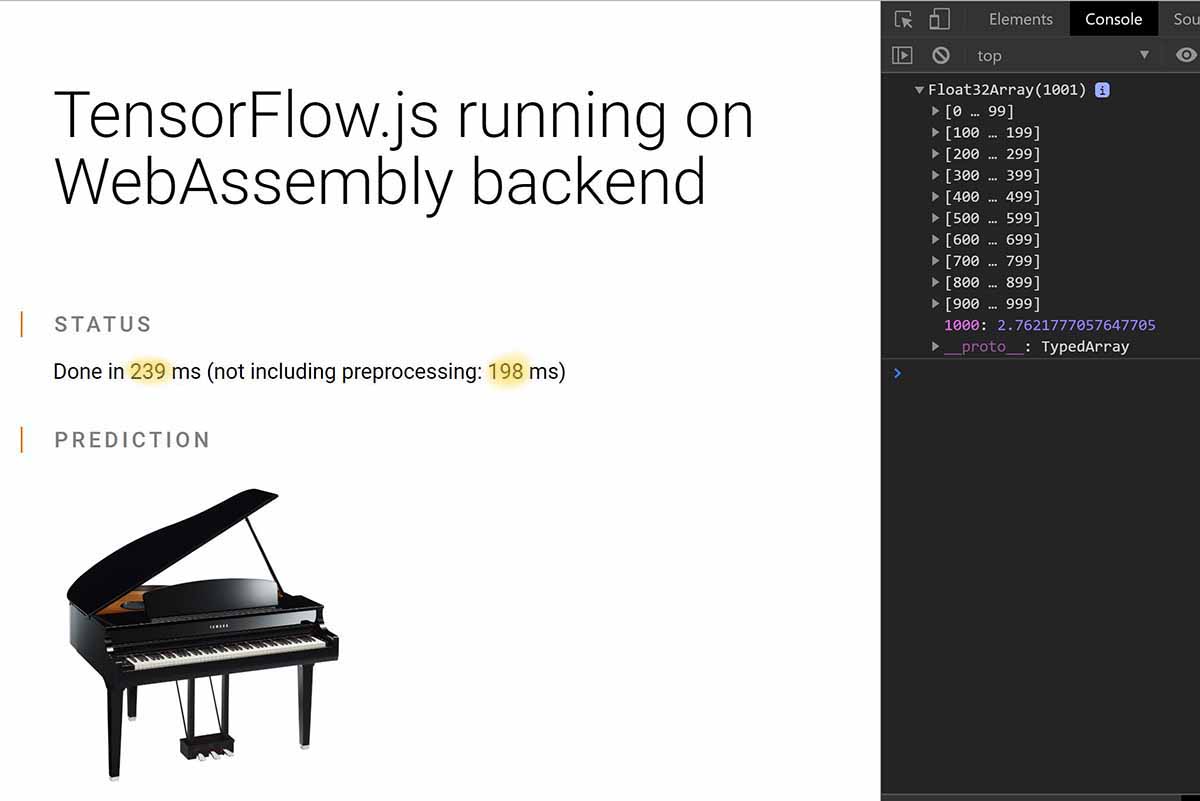 TensorFlow.js running on
WebAssembly backend
STATUS
Done in 239 ms (not including preprocessing: 198 ms)
PREDICTION
YAMAHA
Elements Console Sou
top
Float32Array(1001) i
[0 … 99]
[100 … 199]
[200 … 299]
[300 … 399]
[400 … 499]
[500 … 599]
[600 … 699]
[700 … 799]
[800 … 899]
[900 … 999]
1000: 2.7621777057647705
__proto__: TypedArray